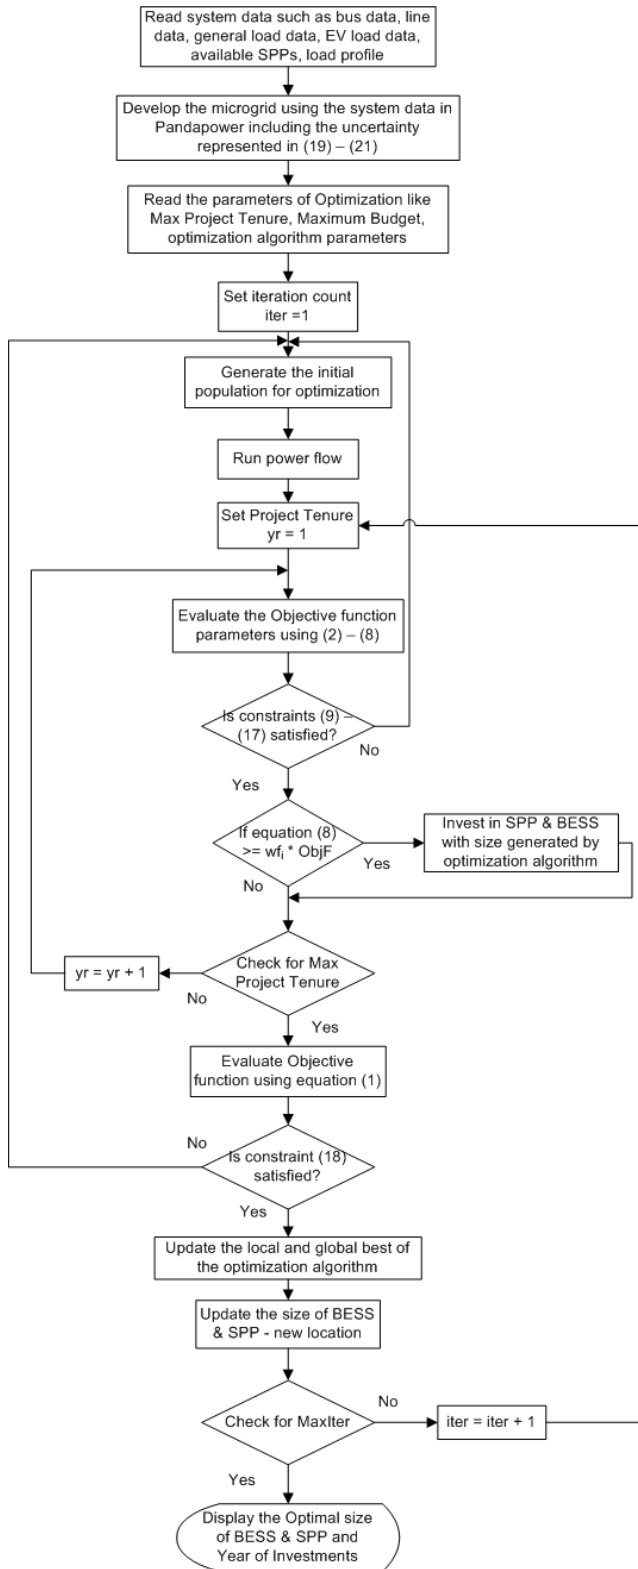 Read system data such as bus data, line
data, general load data, EV load data,
available SPPs, load profile
Develop the microgrid using the system data in
Pandapower including the uncertainty
represented in (19) – (21)
Read the parameters of Optimization like
Max Project Tenure, Maximum Budget,
optimization algorithm parameters
Set iteration count
iter =1
Generate the initial
population for optimization
Run power flow
Set Project Tenure
yr = 1
Evaluate the Objective function
parameters using (2) – (8)
Is constraints (9) –
(17) satisfied?
No
Yes
If equation (8)
>= wfi * ObjF
Yes
No
Invest in SPP & BESS
with size generated by
optimization algorithm
Check for Max
Project Tenure
No
yr = yr + 1
Yes
Evaluate Objective
function using equation (1)
No
Is constraint (18)
satisfied?
Yes
Update the local and global best of
the optimization algorithm
Update the size of BESS
& SPP - new location
Check for MaxIter
No
iter = iter + 1
Yes
Display the Optimal size
of BESS & SPP and
Year of Investments